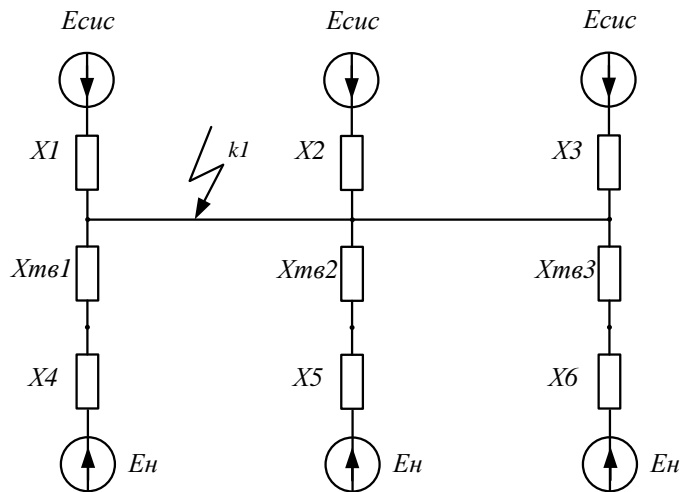 Eсис Eсис Eсис
X1 k1 X2 X3
Xтв1 Xтв2 Xтв3
X4 X5 X6
Eн Eн Eн